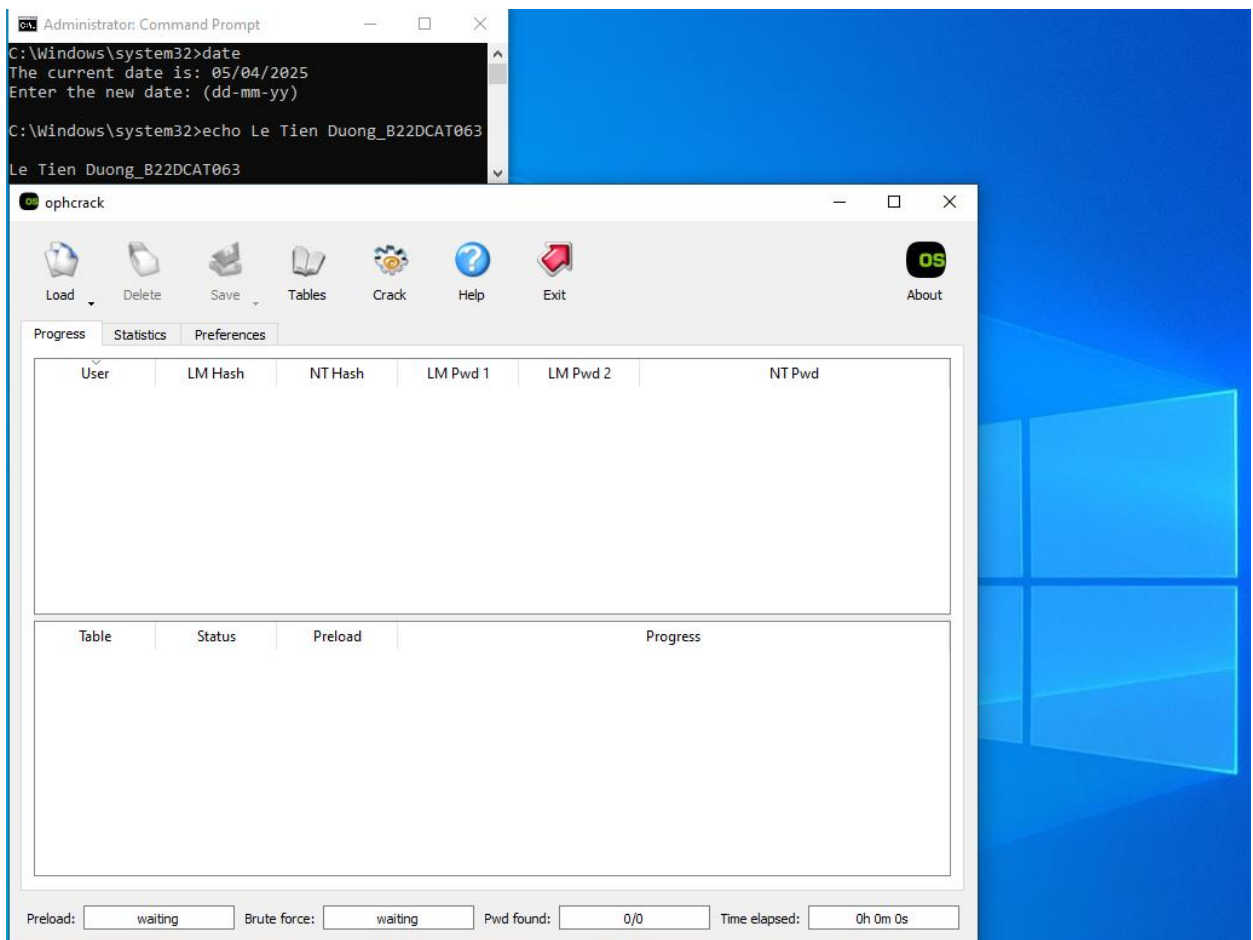 Administrator: Command Prompt
C:\Windows\system32>date
The current date is: 05/04/2025
Enter the new date: (dd-mm-yy)
C:\Windows\system32>echo Le Tien Duong_B22DCAT063
Le Tien Duong_B22DCAT063
OS ophcrack
Load Delete Save Tables Crack Help Exit OS About
Progress Statistics Preferences
User LM Hash NT Hash LM Pwd 1 LM Pwd 2 NT Pwd
Table Status Preload Progress
Preload: waiting Brute force: waiting Pwd found: 0/0 Time elapsed: 0h 0m 0s